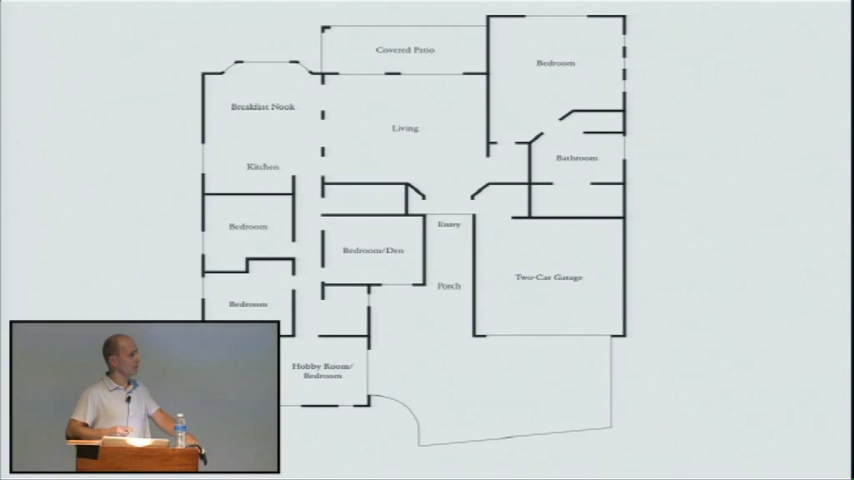 Covered Patio
Bedroom
Breakfast Nook
Living
Kitchen
Bathroom
Bedroom
Entry
Bedroom/Den
Two-Car Garage
Porch
Bedroom
Hobby Room/
Bedroom